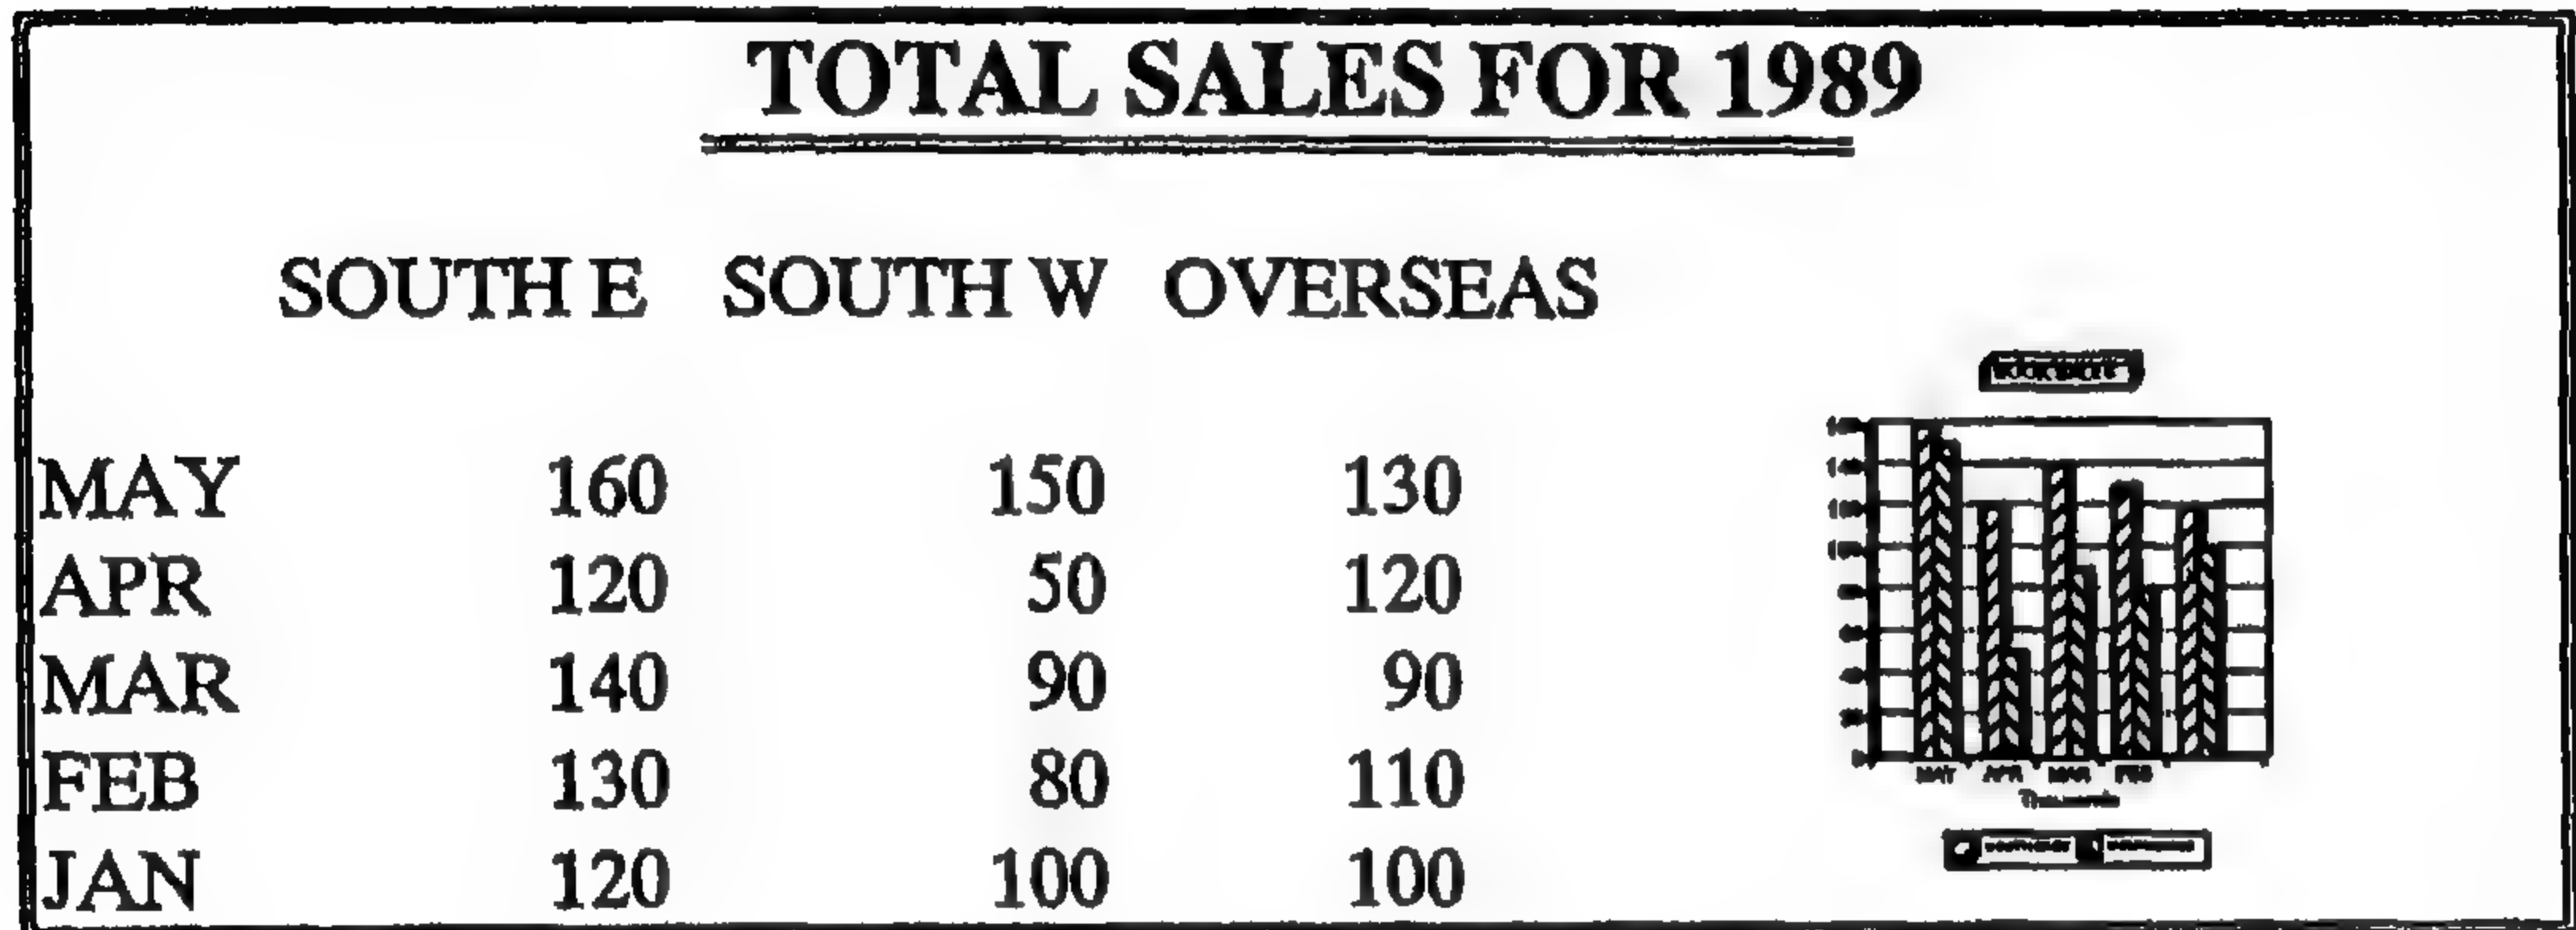 TOTAL SALES FOR 1989
SOUTH E SOUTH W OVERSEAS
MAY 160 150 130
APR 120 50 120
MAR 140 90 90
FEB 130 80 110
JAN 120 100 100
MAY APR MAR FEB